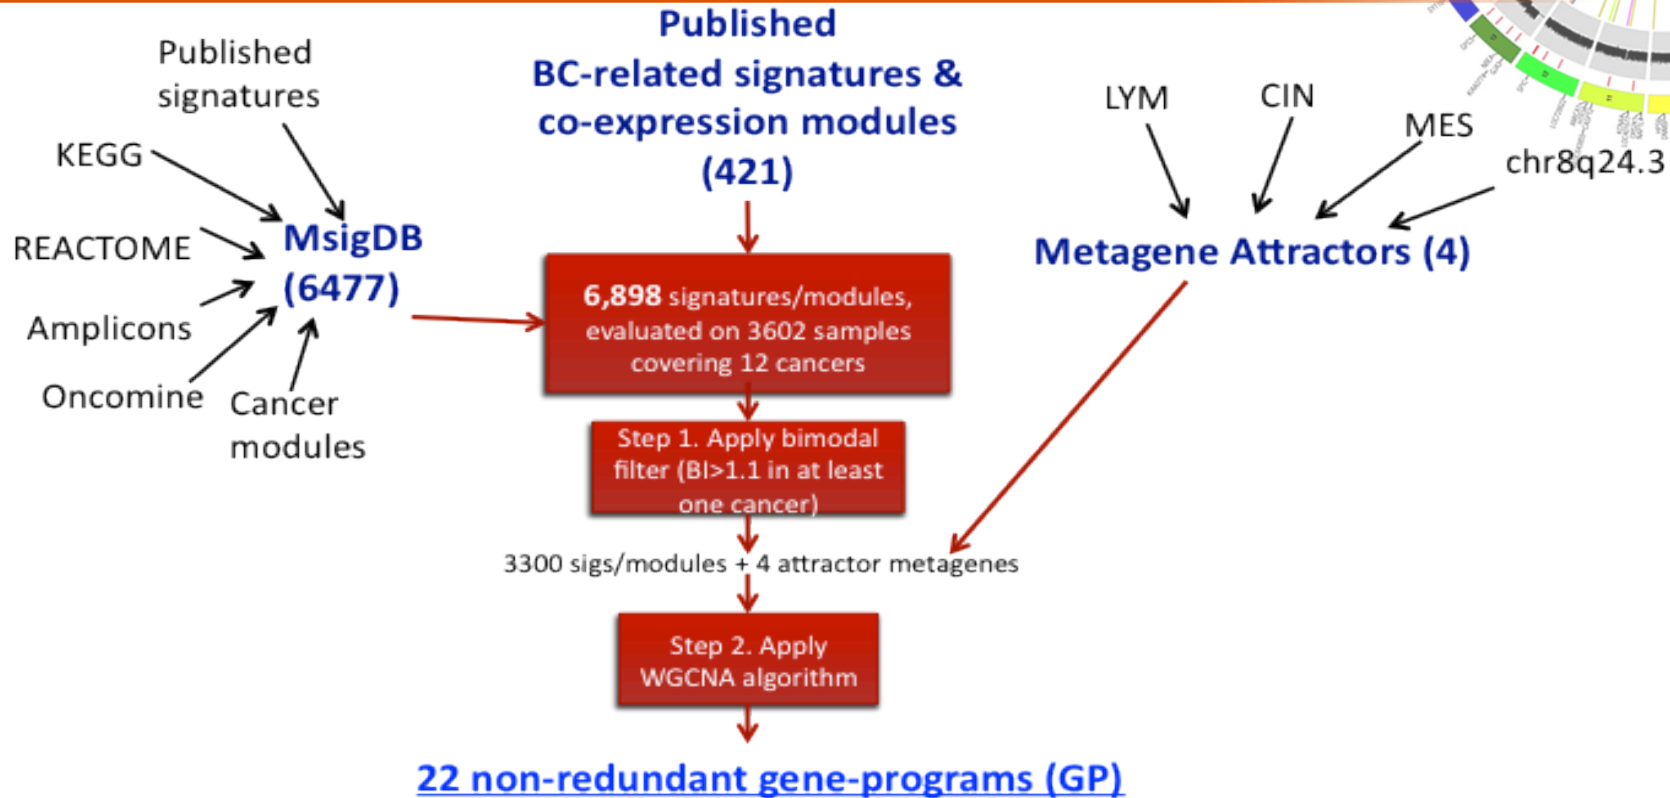 Published
signatures
KEGG
REACTOME
Amplicons
Oncomine
Cancer
modules
MsigDB
(6477)
Published
BC-related signatures &
co-expression modules
(421)
LYM
CIN
MES
chr8q24.3
Metagene Attractors (4)
6,898 signatures/modules,
evaluated on 3602 samples
covering 12 cancers
Step 1. Apply bimodal
filter (BI>1.1 in at least
one cancer)
3300 sigs/modules + 4 attractor metagenes
Step 2. Apply
WGCNA algorithm
22 non-redundant gene-programs (GP)